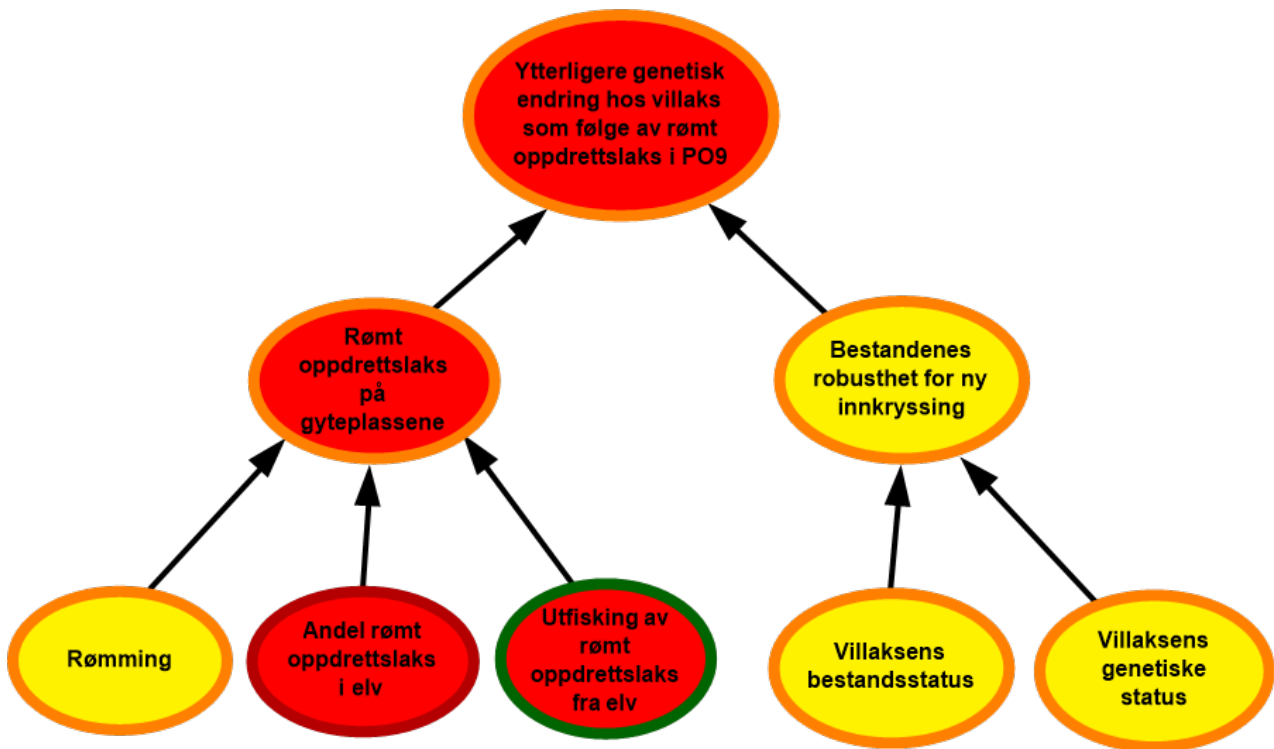 Ytterligere genetisk
endring hos villaks
som følge av rømt
oppdrettslaks i PO9
Rømt
oppdrettslaks
på
gyteplassene
Bestandenes
robusthet for ny
innkryssing
Rømming
Andel rømt
oppdrettslaks
i elv
Utfisking av
rømt
oppdrettslaks
fra elv
Villaksens
bestandsstatus
Villaksens
genetiske
status